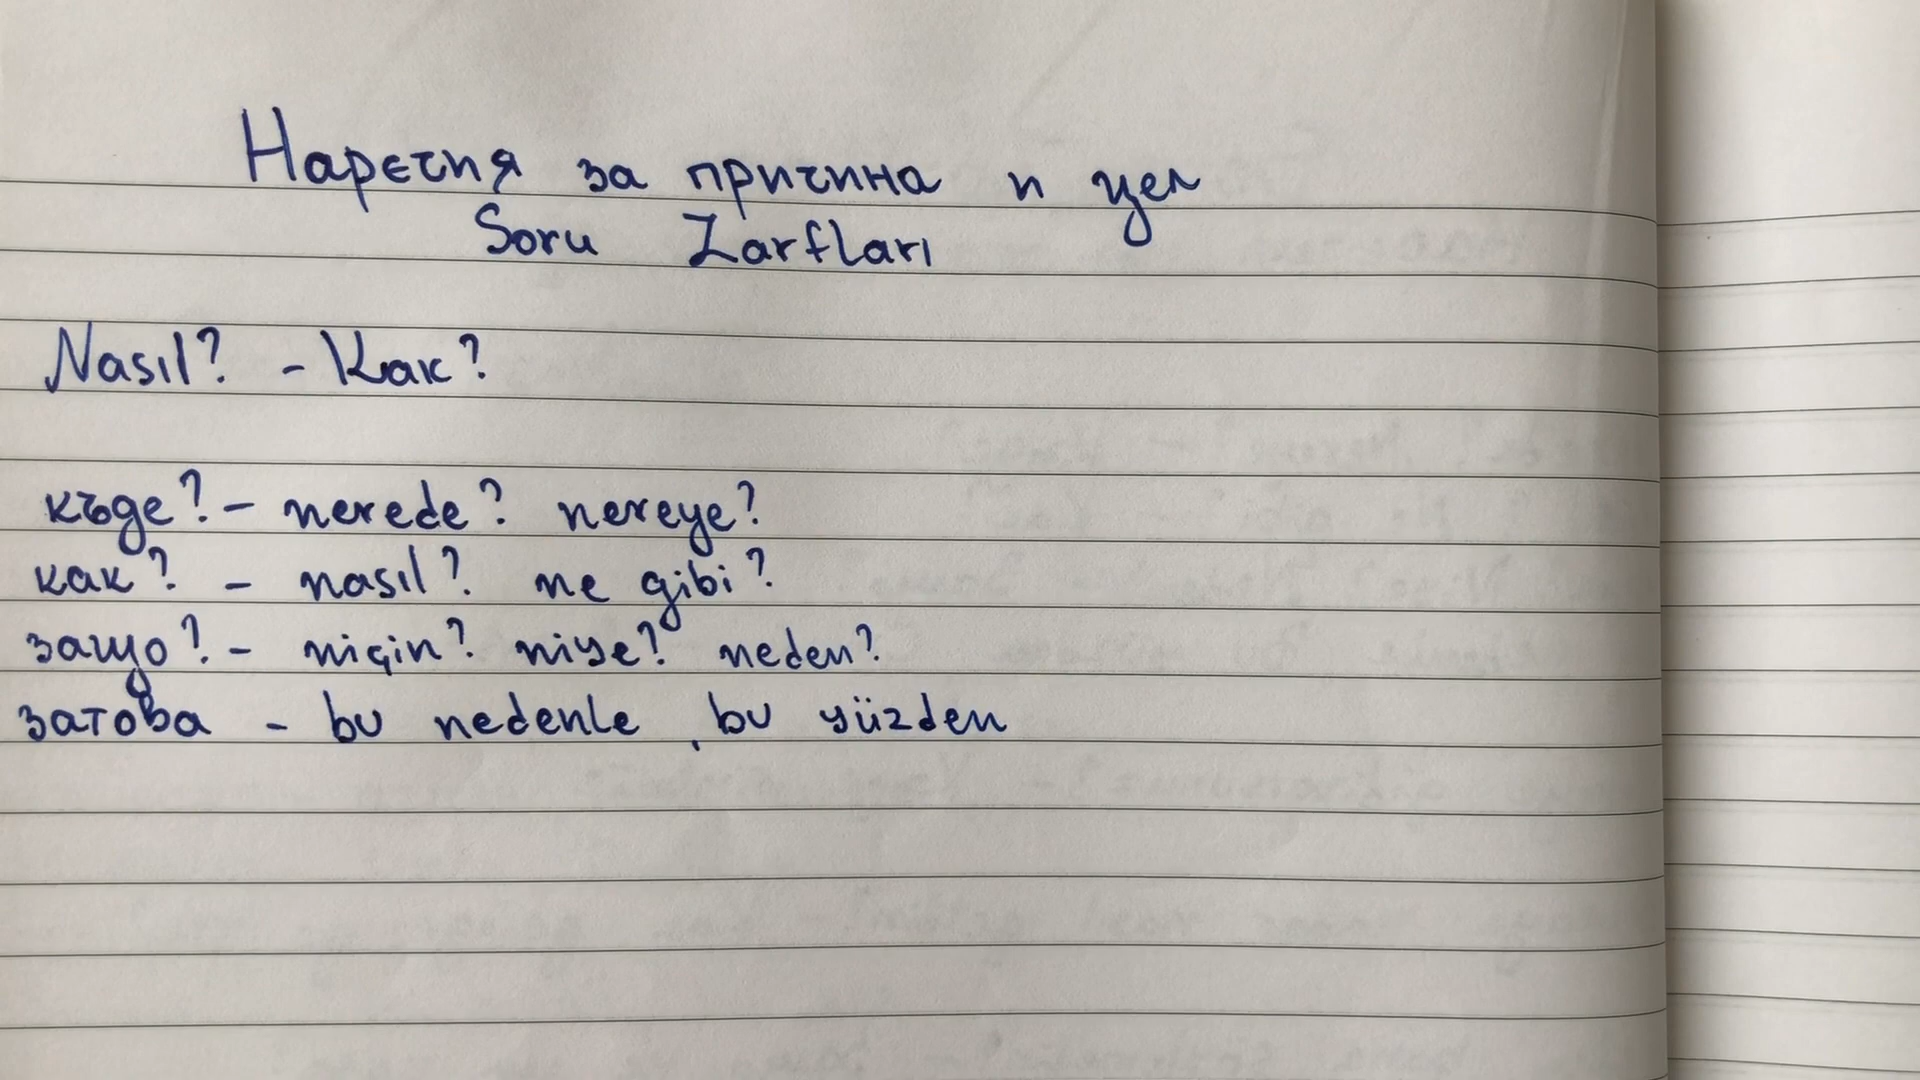 Наречия за причина и цел
Soru Zarfları
Nasıl? - Как?
къде? - nerede? nereye?
как? - nasıl? ne gibi?
защо? - niçin? niye? neden?
затова - bu nedenle, bu yüzden